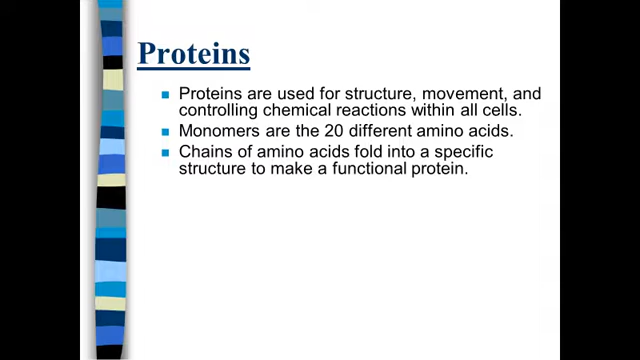 Proteins
Proteins are used for structure, movement, and
controlling chemical reactions within all cells.
Monomers are the 20 different amino acids.
Chains of amino acids fold into a specific
structure to make a functional protein.